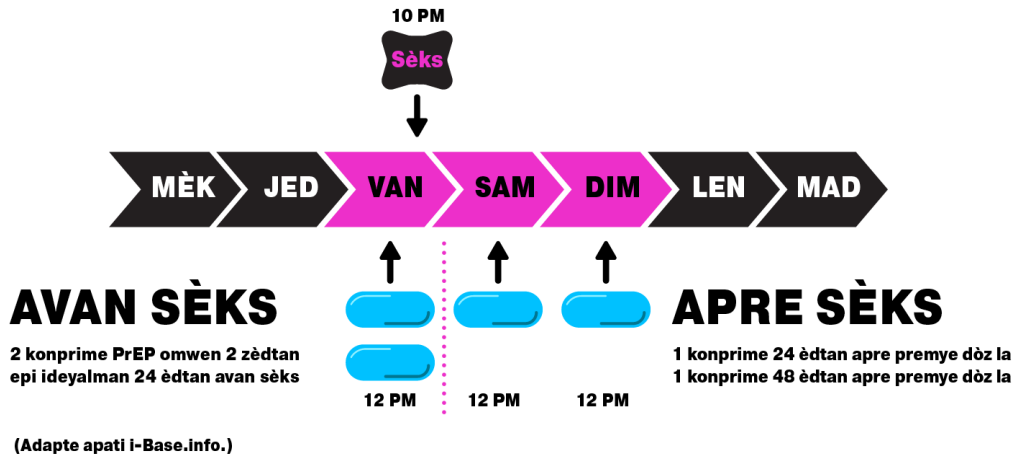 10 PM
Sèks
MÈK JED VAN SAM DIM LEN MAD
AVAN SÈKS
2 konprime PrEP omwen 2 zèdtan
epi ideyalman 24 èdtan avan sèks
12 PM 12 PM 12 PM
APRE SÈKS
1 konprime 24 èdtan apre premye dòz la
1 konprime 48 èdtan apre premye dòz la
(Adapte apati i-Base.info.)